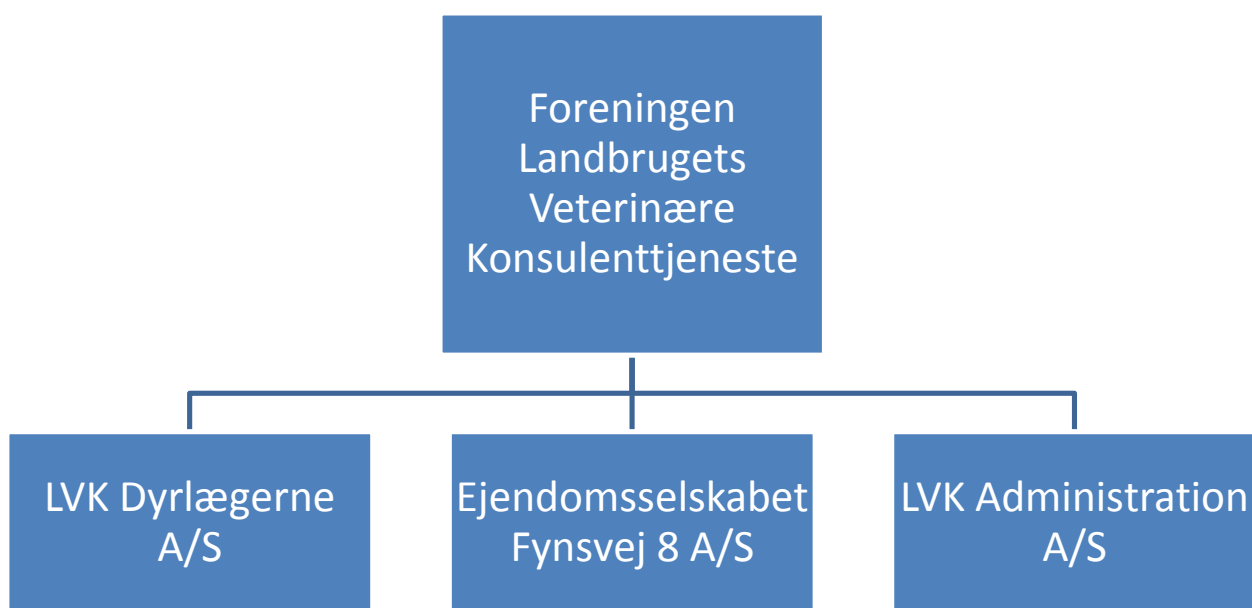 Foreningen
Landbrugets
Veterinære
Konsulenttjeneste
LVK Dyrlægerne
A/S
Ejendomsselskabet
Fynsvej 8 A/S
LVK Administration
A/S